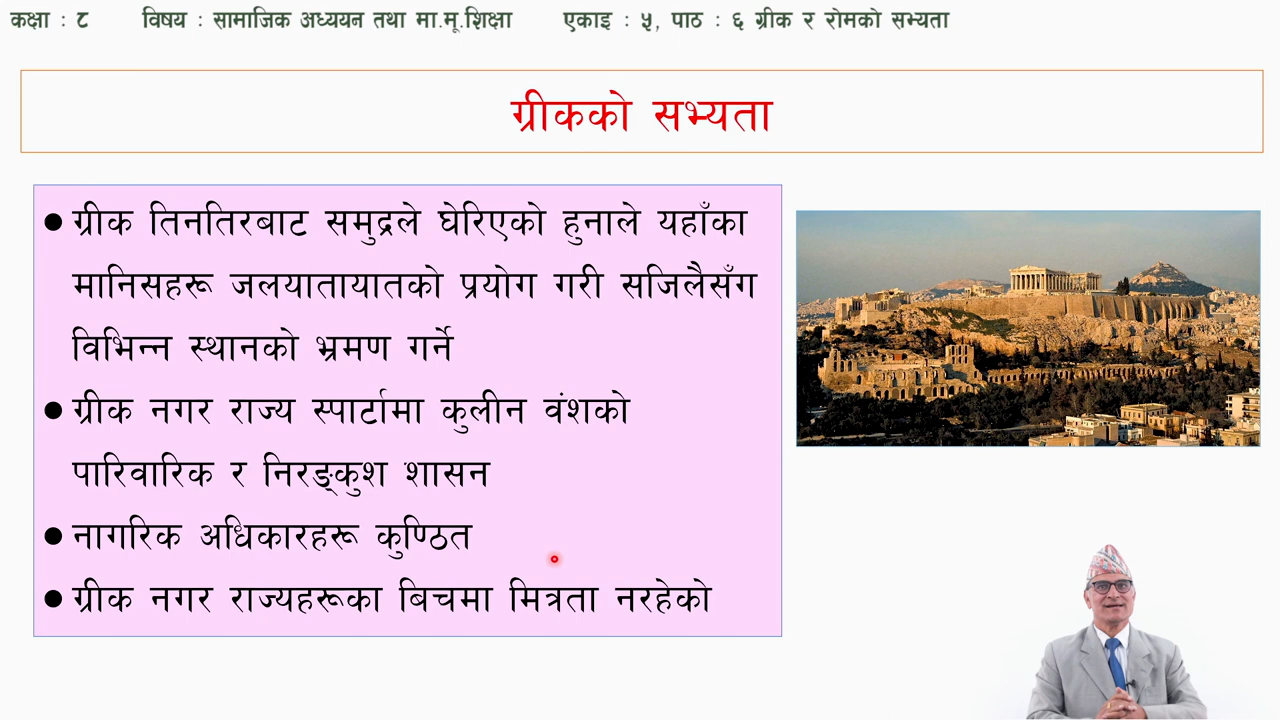 कक्षा : ८ विषय : सामाजिक अध्ययन तथा मा.मू.शिक्षा एकाइ : ५, पाठ : ६ ग्रीक र रोमको सभ्यता
ग्रीकको सभ्यता
● ग्रीक तिनतिरबाट समुद्रले घेरिएको हुनाले यहाँका
मानिसहरू जलयातायातको प्रयोग गरी सजिलैसँग
विभिन्न स्थानको भ्रमण गर्ने
● ग्रीक नगर राज्य स्पार्टामा कुलीन वंशको
पारिवारिक र निरङ्कुश शासन
● नागरिक अधिकारहरू कुण्ठित
● ग्रीक नगर राज्यहरूका बिचमा मित्रता नरहेको